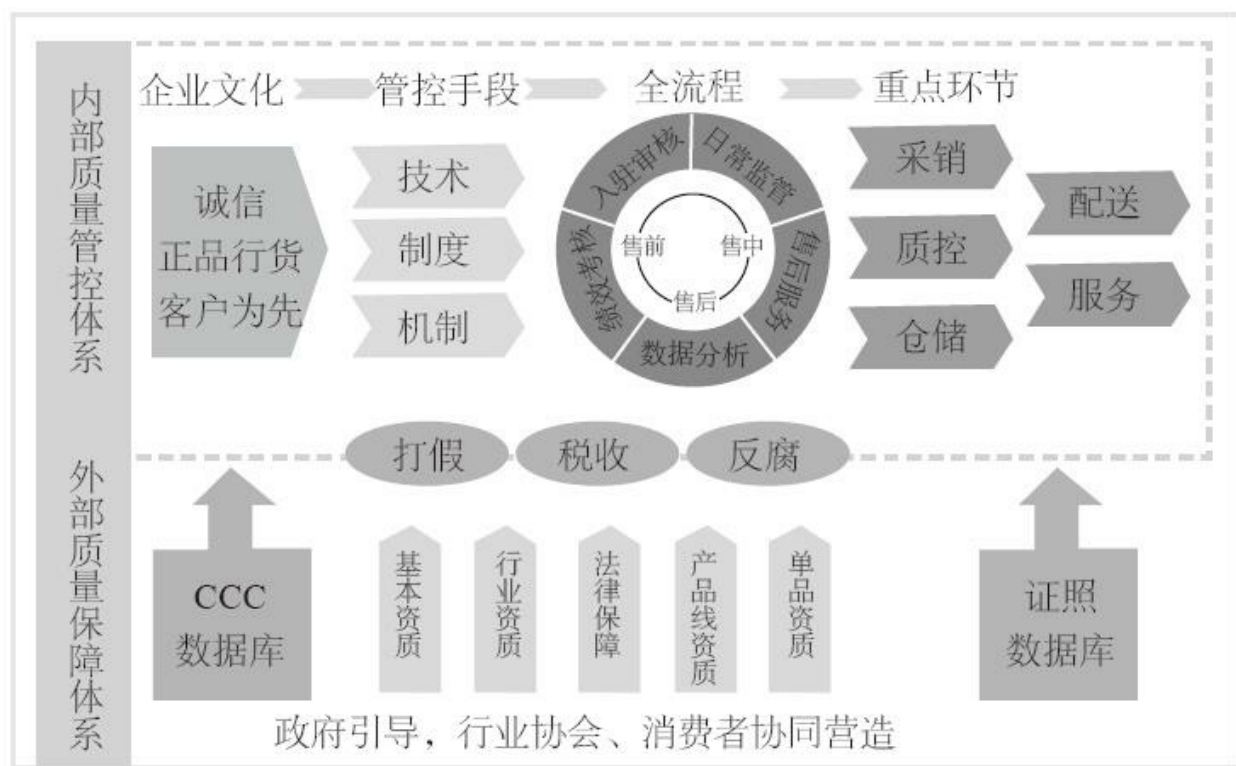 内部质量管控体系
企业文化
管控手段
全流程
重点环节
诚信
正品行货
客户为先
技术
制度
机制
入驻审核
日常监管
售后服务
数据分析
绩效考核
售前
售中
售后
采销
质控
仓储
配送
服务
打假
税收
反腐
外部质量保障体系
CCC
数据库
基本资质
行业资质
法律保障
产品线资质
单品资质
证照
数据库
政府引导，行业协会、消费者协同营造